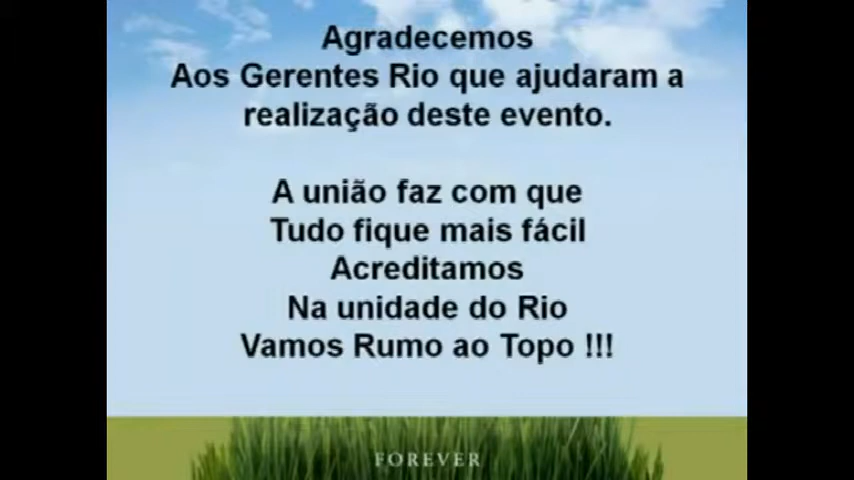 Agradecemos
Aos Gerentes Rio que ajudaram a
realização deste evento.
A união faz com que
Tudo fique mais fácil
Acreditamos
Na unidade do Rio
Vamos Rumo ao Topo !!!
FOREVER